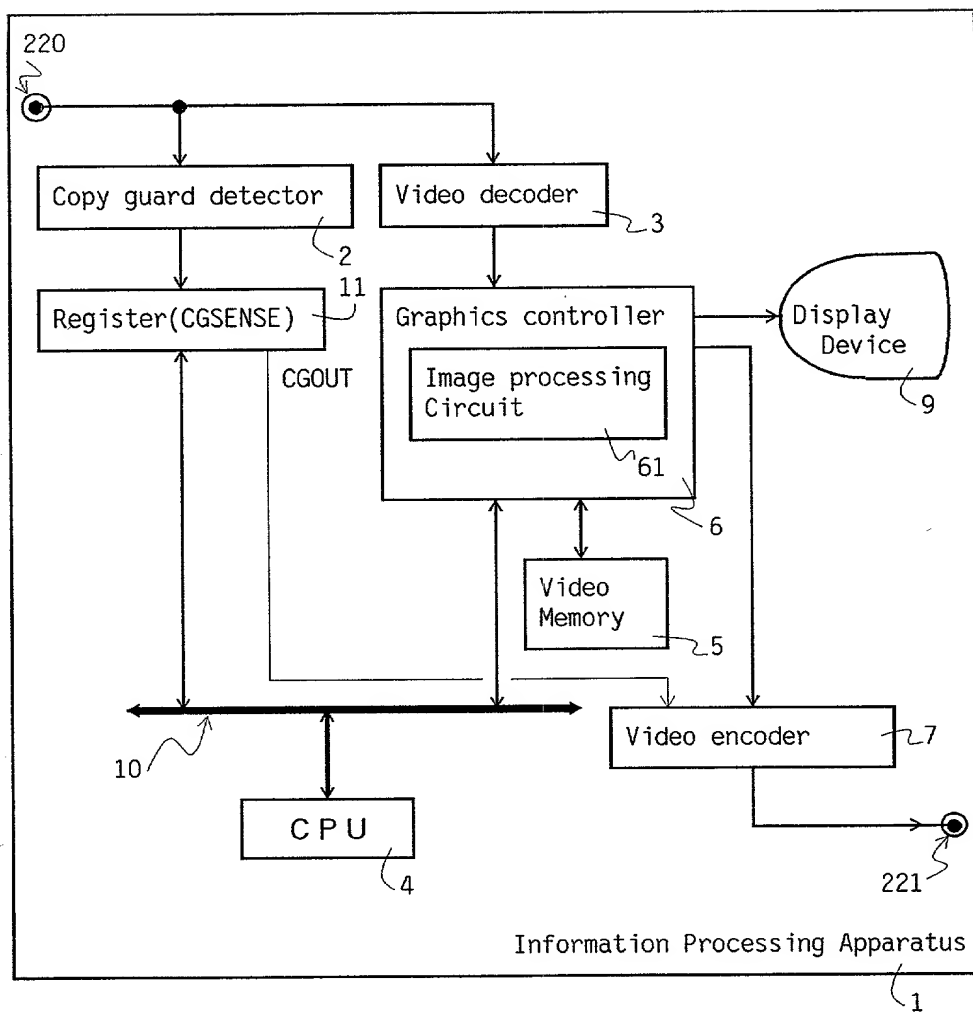 220
Copy guard detector
2
Video decoder
3
Register(CGSENSE)
11
CGOUT
Graphics controller
Image processing
Circuit
61
6
Display
Device
9
Video
Memory
5
10
Video encoder
7
CPU
4
221
Information Processing Apparatus
1